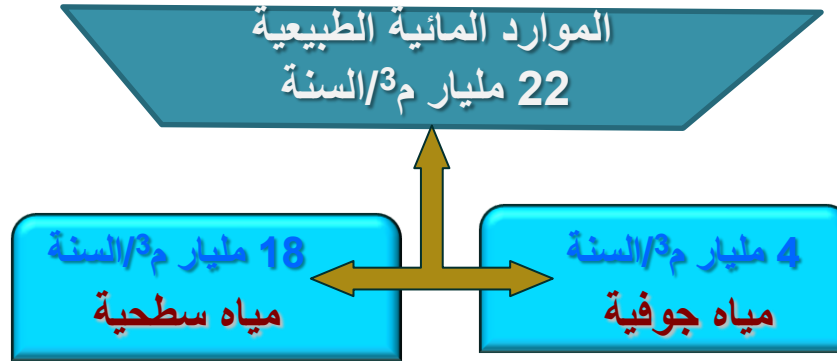 الموارد المائية الطبيعية
22 مليار م³/السنة
4 مليار م³/السنة
مياه جوفية
18 مليار م³/السنة
مياه سطحية